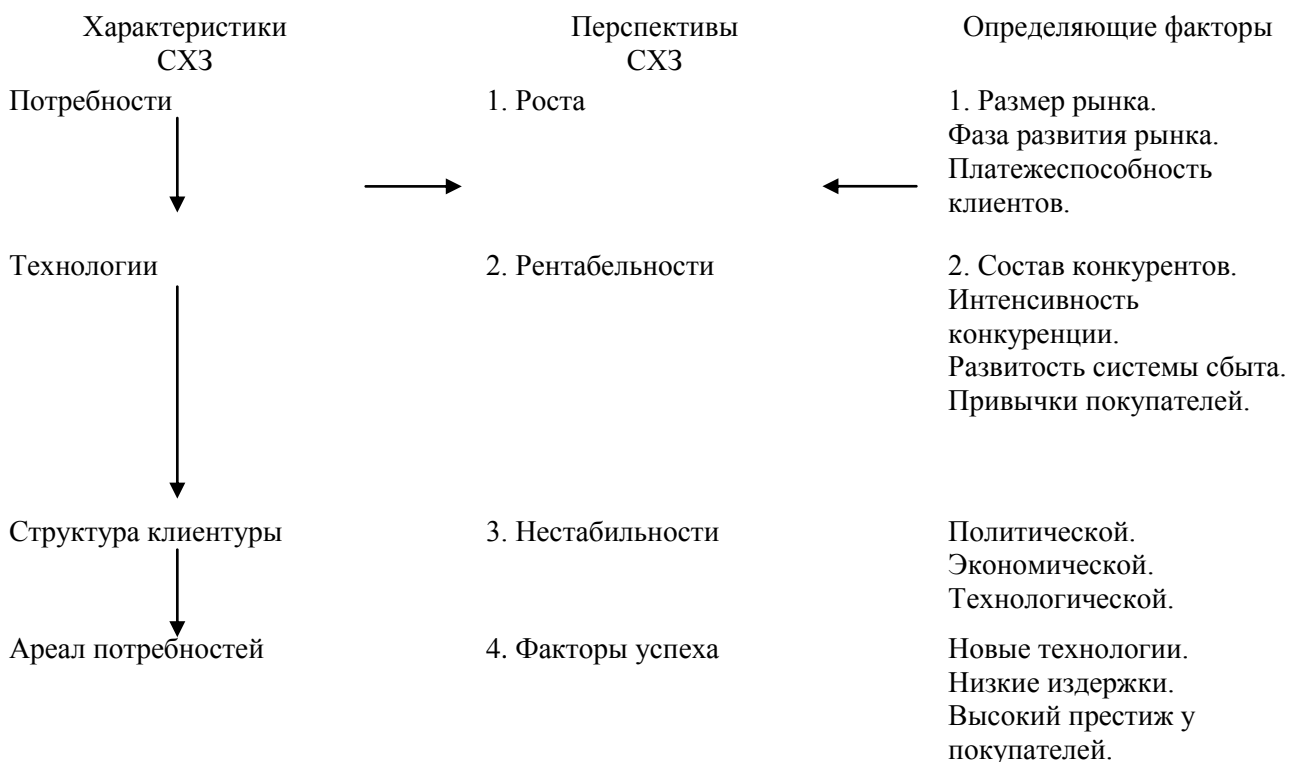 Характеристики
СХЗ
Перспективы
СХЗ
Определяющие факторы
Потребности
1. Роста
1. Размер рынка.
Фаза развития рынка.
Платежеспособность
клиентов.
Технологии
2. Рентабельности
2. Состав конкурентов.
Интенсивность
конкуренции.
Развитость системы сбыта.
Привычки покупателей.
Структура клиентуры
3. Нестабильности
Политической.
Экономической.
Технологической.
Ареал потребностей
4. Факторы успеха
Новые технологии.
Низкие издержки.
Высокий престиж у
покупателей.